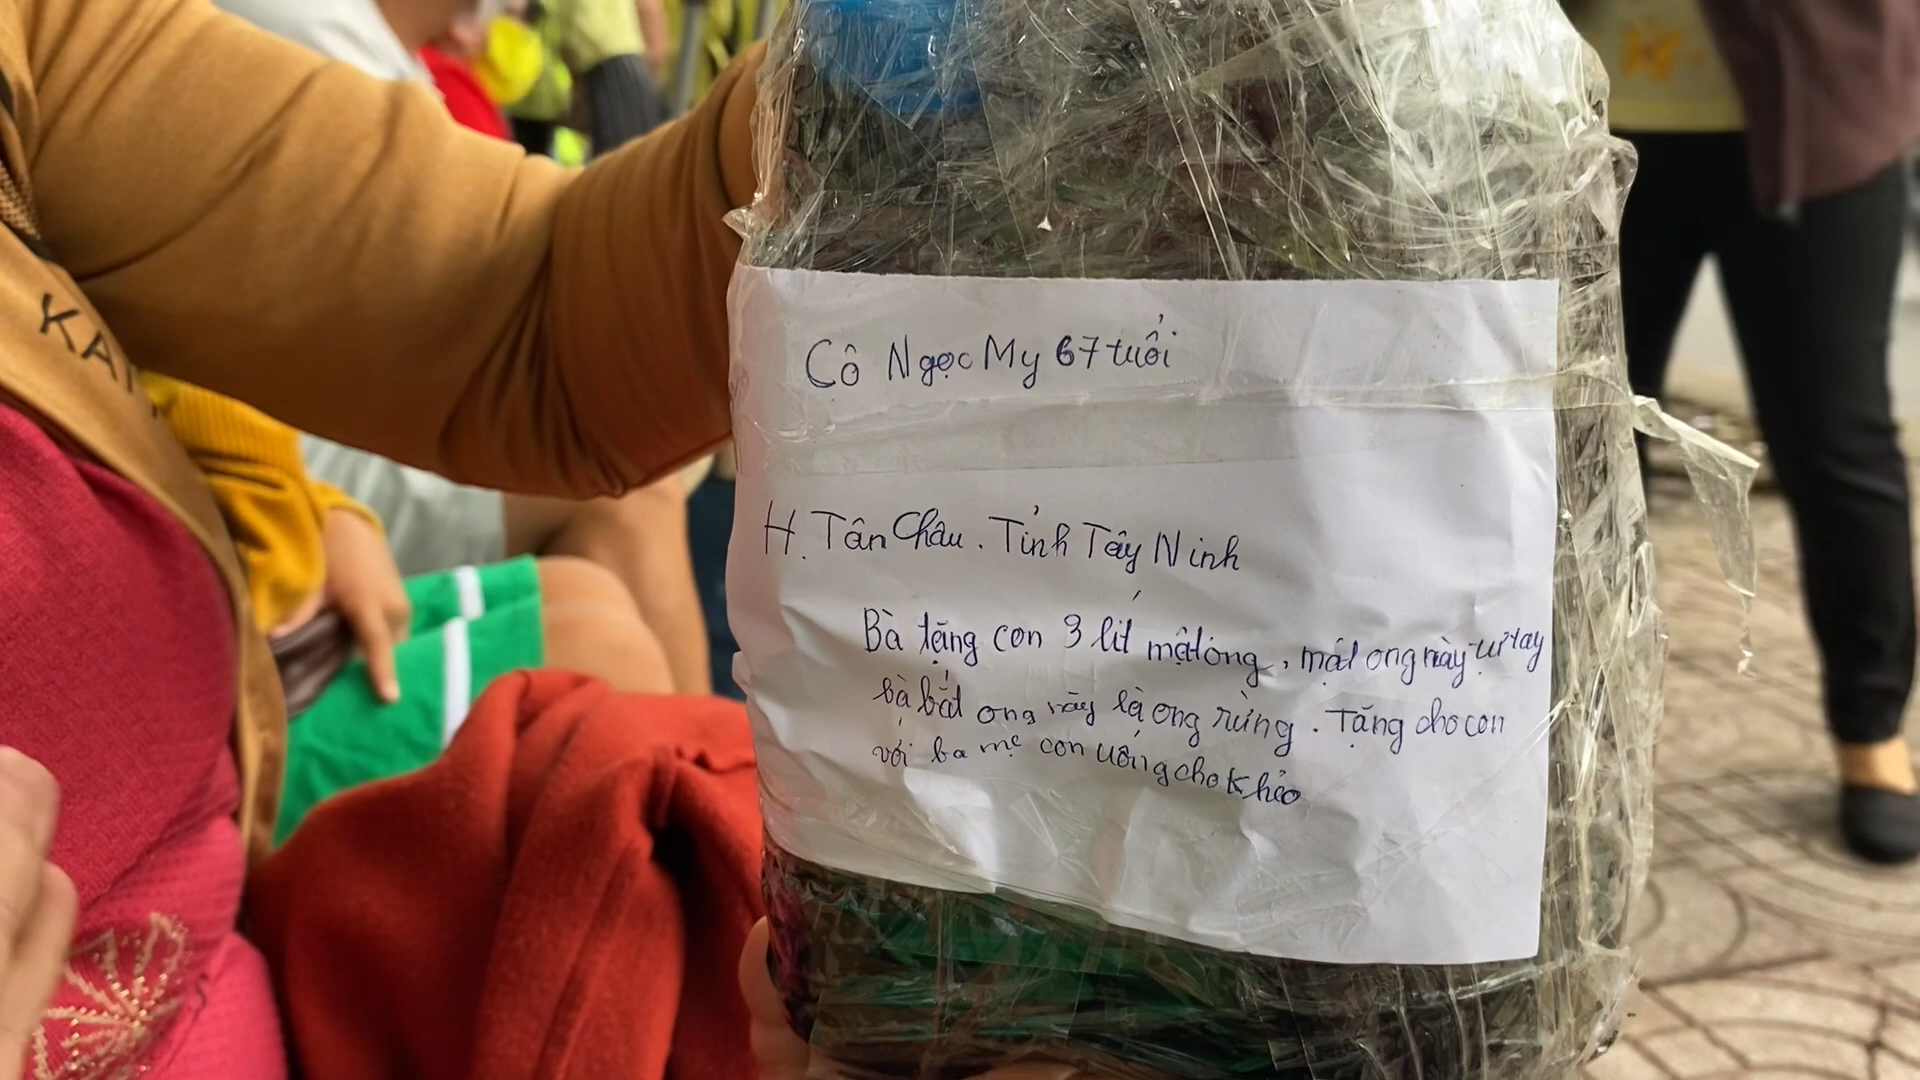 KA
Cô Ngọc My 67 tuổi
H. Tân Châu. Tỉnh Tây Ninh
Bà tặng con 3 lít mật ong, mật ong này tự tay
bà bắt ong này là ong rừng. Tặng cho con
với ba mẹ con uống cho khỏe